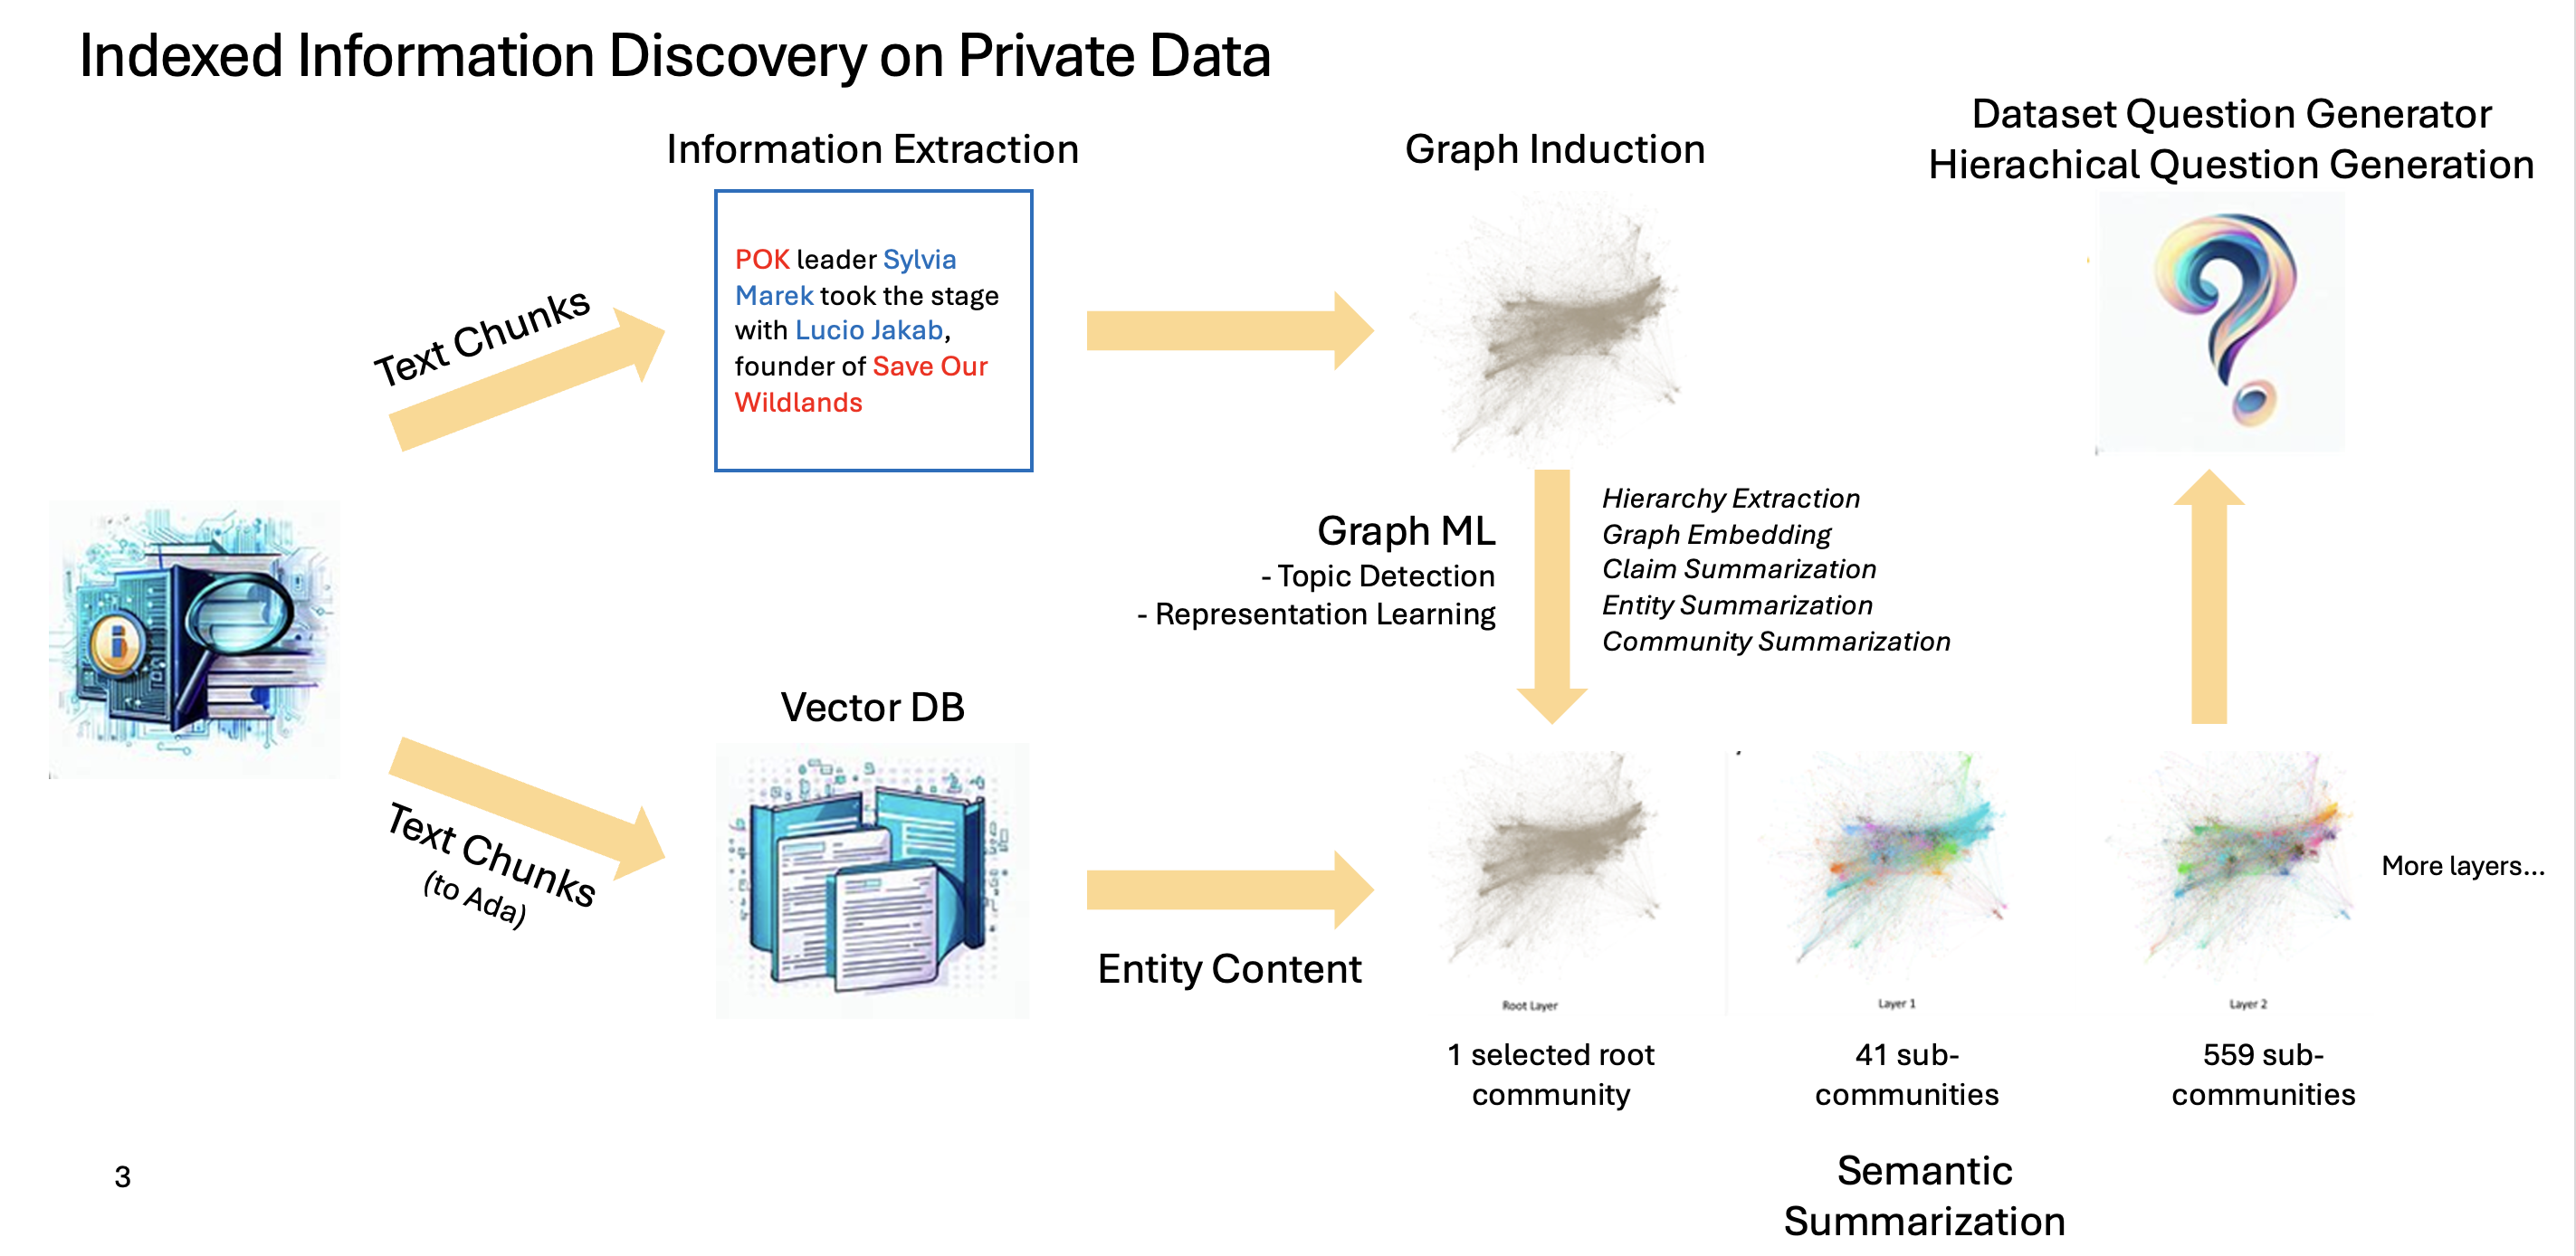 Indexed Information Discovery on Private Data
Dataset Question Generator
Hierachical Question Generation
Information Extraction
Graph Induction
POK leader Sylvia
Marek took the stage
with Lucio Jakab,
founder of Save Our
Wildlands
Text Chunks
Graph ML
- Topic Detection
- Representation Learning
Hierarchy Extraction
Graph Embedding
Claim Summarization
Entity Summarization
Community Summarization
Text Chunks
(to Ada)
Vector DB
Entity Content
More layers...
Root Layer
Layer 1
Layer 2
1 selected root
community
41 sub-
communities
559 sub-
communities
Semantic
Summarization
3